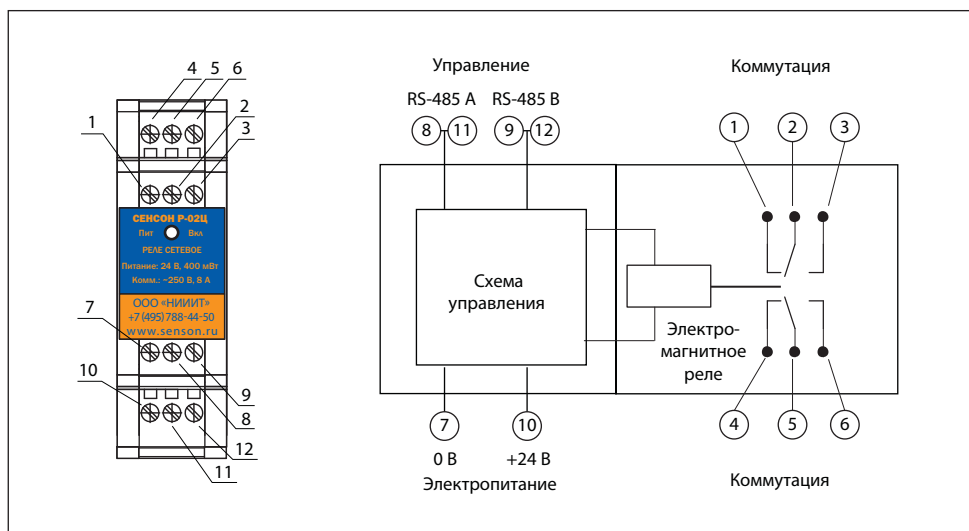 4
5
6
2
3
1
СЕНСОН Р-02Ц
Пит Вкл
РЕЛЕ СЕТЕВОЕ
Питание: 24 В, 400 мВт
Комм.: ~250 В, 8 А
ООО «НИИИТ»
+7 (495) 788-44-50
www.senson.ru
7
10
9
8
12
11
Управление
RS-485 A
RS-485 B
8
11
9
12
Схема
управления
7
10
0 В
+24 В
Электропитание
Коммутация
1
2
3
Электро-
магнитное
реле
4
5
6
Коммутация